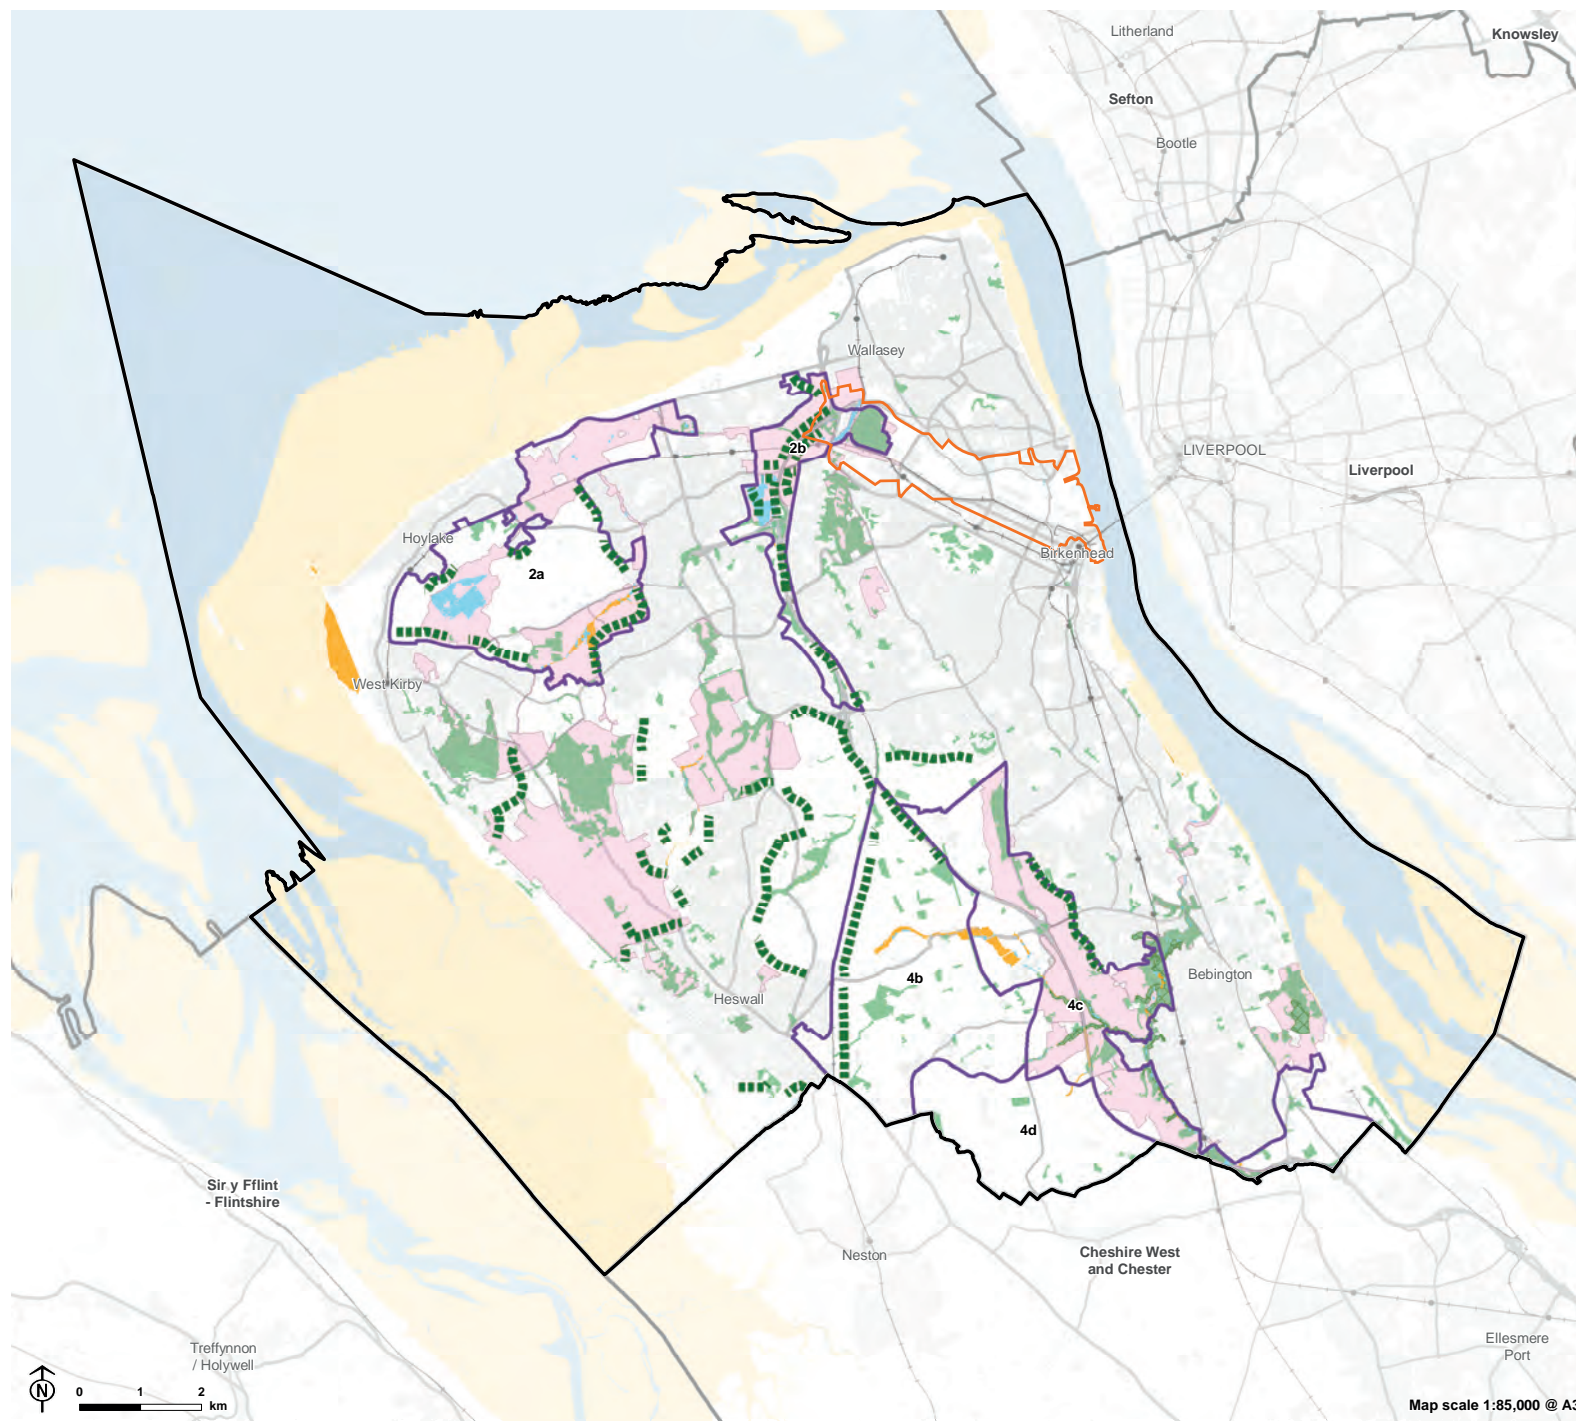 Litherland
Knowsley
Sefton
Bootle
Wallasey
2b
LIVERPOOL
Liverpool
Hoylake
Birkenhead
2a
West Kirby
Bebington
4b
Heswall
4c
4d
Sir y Fflint
- Flintshire
Neston
Cheshire West
and Chester
Treffynnon
/ Holywell
Ellesmere
Port
N
0 1 2
km
Map scale 1:85,000 @ A3